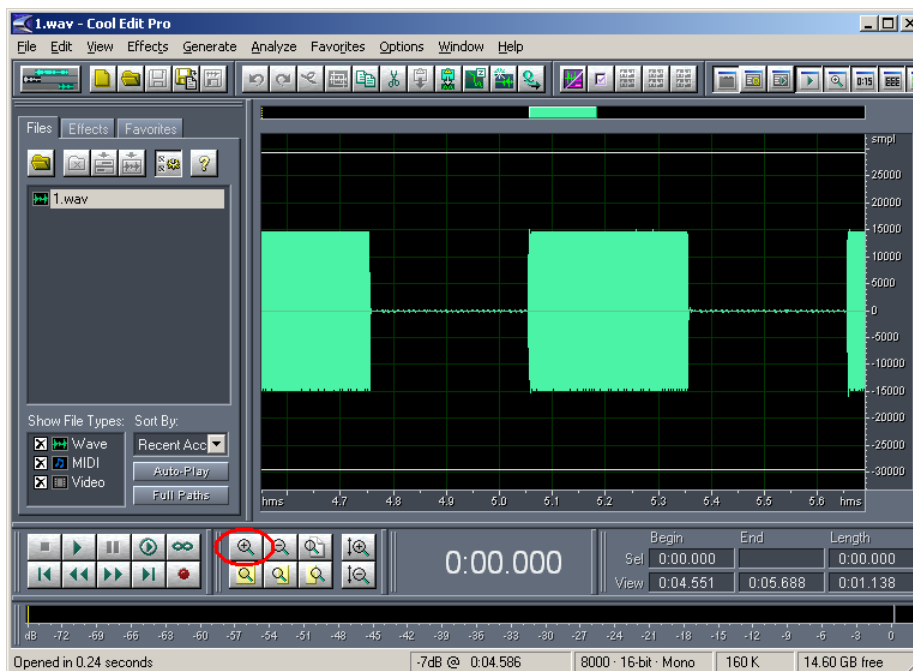 1.wav - Cool Edit Pro
File Edit View Effects Generate Analyze Favorites Options Window Help
0:15
Files Effects Favorites
1.wav
smpl
25000
20000
15000
10000
5000
0
-5000
-10000
-15000
-20000
-25000
-30000
Show File Types: Sort By:
Wave Recent Acc
MIDI Auto-Play
Video Full Paths
hms 4.7 4.8 4.9 5.0 5.1 5.2 5.3 5.4 5.5 5.6 hms
0:00.000
Begin End Length
Sel 0:00.000 0:00.000
View 0:04.551 0:05.688 0:01.138
dB -72 -69 -66 -63 -60 -57 -54 -51 -48 -45 -42 -39 -36 -33 -30 -27 -24 -21 -18 -15 -12 -9 -6 -3 0
Opened in 0.24 seconds -7dB @ 0:04.586 8000 · 16-bit · Mono 160 K 14.60 GB free